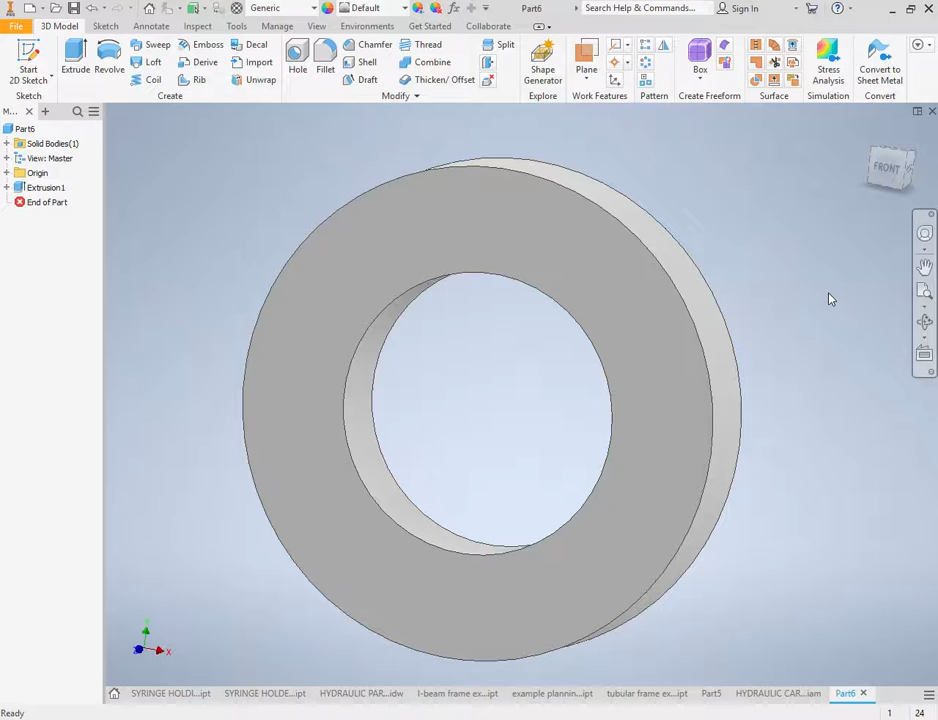 Generic Default Part6 Search Help & Commands... Sign In
File 3D Model Sketch Annotate Inspect Tools Manage View Environments Get Started Collaborate
Start 2D Sketch Extrude Revolve Sweep Emboss Decal Hole Fillet Chamfer Thread Split Shape Generator Plane Box Stress Analysis Convert to Sheet Metal
Loft Derive Import Shell Combine
Coil Rib Unwrap Draft Thicken/ Offset
Sketch Create Modify Explore Work Features Pattern Create Freeform Surface Simulation Convert
M...
Part6
Solid Bodies(1)
View: Master
Origin
Extrusion1
End of Part
FRONT
Y
X
SYRINGE HOLDI...ipt SYRINGE HOLDE...ipt HYDRAULIC PAR...idw I-beam frame ex...ipt example plannin...ipt tubular frame ex...ipt Part5 HYDRAULIC CAR...iam Part6
Ready 1 24